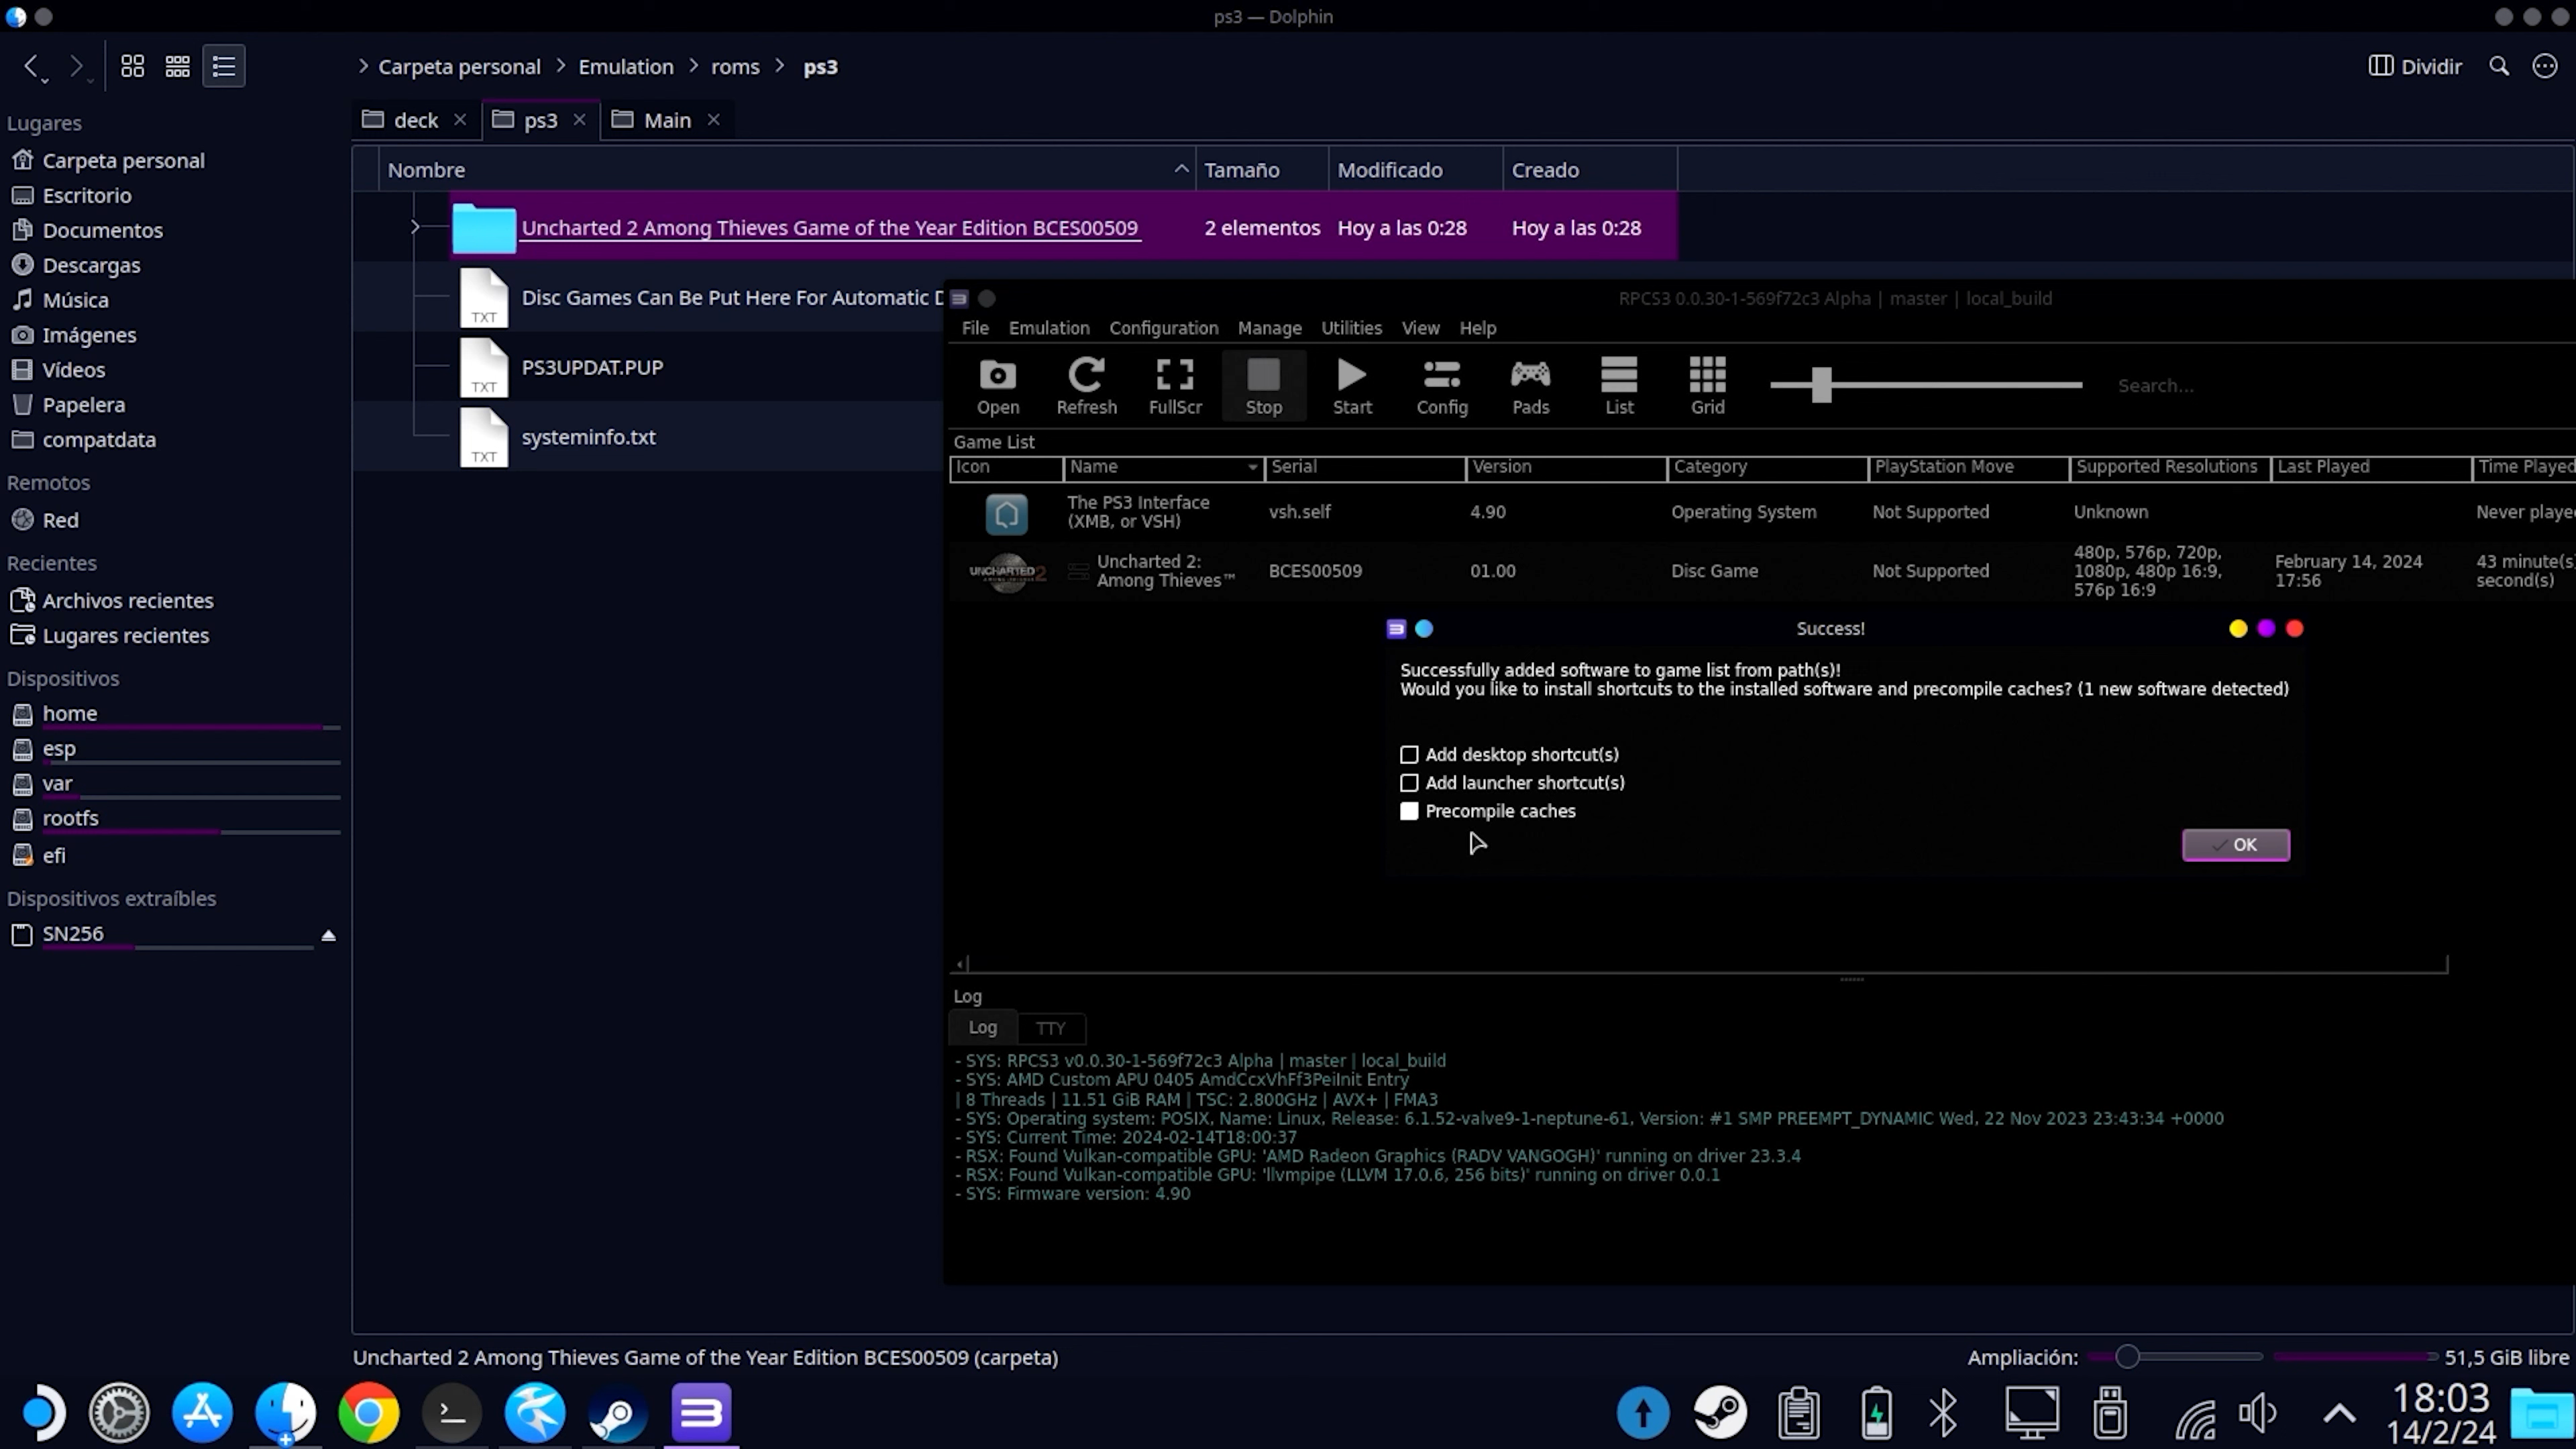 ps3 — Dolphin
Carpeta personal > Emulation > roms > ps3
Dividir
deck
ps3
Main
Lugares
Carpeta personal
Escritorio
Documentos
Descargas
Música
Imágenes
Vídeos
Papelera
compatdata
Remotos
Red
Recientes
Archivos recientes
Lugares recientes
Dispositivos
home
esp
var
rootfs
efi
Dispositivos extraíbles
SN256
Nombre Tamaño Modificado Creado
Uncharted 2 Among Thieves Game of the Year Edition BCES00509 2 elementos Hoy a las 0:28 Hoy a las 0:28
TXT
Disc Games Can Be Put Here For Automatic D
TXT
PS3UPDAT.PUP
TXT
systeminfo.txt
RPCS3 0.0.30-1-569f72c3 Alpha | master | local_build
File Emulation Configuration Manage Utilities View Help
Open Refresh FullScr Stop Start Config Pads List Grid Search...
Game List
Icon Name Serial Version Category PlayStation Move Supported Resolutions Last Played Time Played
The PS3 Interface
(XMB, or VSH)
vsh.self
4.90
Operating System
Not Supported
Unknown
Never playe
UNCHARTED 2
Uncharted 2:
Among Thieves™
BCES00509
01.00
Disc Game
Not Supported
480p, 576p, 720p,
1080p, 480p 16:9,
576p 16:9
February 14, 2024
17:56
43 minute(s
second(s)
Success!
Successfully added software to game list from path(s)!
Would you like to install shortcuts to the installed software and precompile caches? (1 new software detected)
Add desktop shortcut(s)
Add launcher shortcut(s)
Precompile caches
OK
Log
Log TTY
- SYS: RPCS3 v0.0.30-1-569f72c3 Alpha | master | local_build
- SYS: AMD Custom APU 0405 AmdCcxVhFf3PeiInit Entry
| 8 Threads | 11.51 GiB RAM | TSC: 2.800GHz | AVX+ | FMA3
- SYS: Operating system: POSIX, Name: Linux, Release: 6.1.52-valve9-1-neptune-61, Version: #1 SMP PREEMPT_DYNAMIC Wed, 22 Nov 2023 23:43:34 +0000
- SYS: Current Time: 2024-02-14T18:00:37
- RSX: Found Vulkan-compatible GPU: 'AMD Radeon Graphics (RADV VANGOGH)' running on driver 23.3.4
- RSX: Found Vulkan-compatible GPU: 'llvmpipe (LLVM 17.0.6, 256 bits)' running on driver 0.0.1
- SYS: Firmware version: 4.90
Uncharted 2 Among Thieves Game of the Year Edition BCES00509 (carpeta)
Ampliación:
51,5 GiB libre
18:03
14/2/24